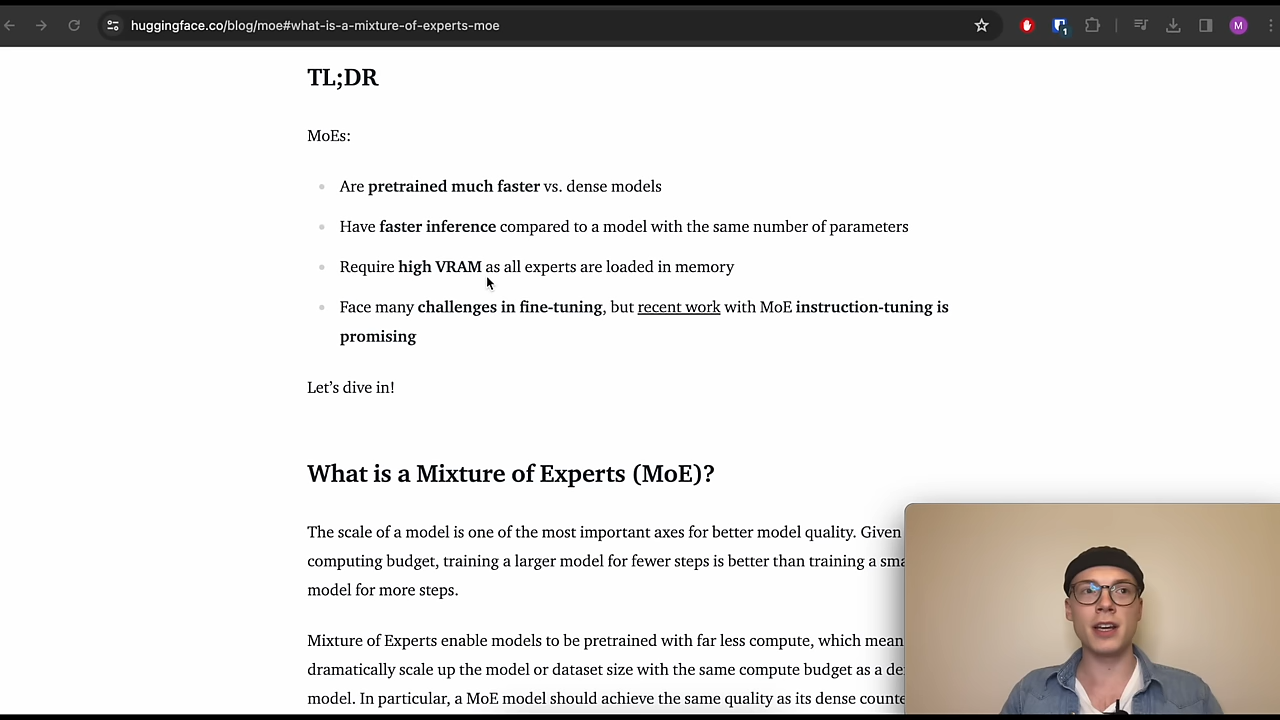 huggingface.co/blog/moe#what-is-a-mixture-of-experts-moe
1
M
TL;DR
MoEs:
Are pretrained much faster vs. dense models
Have faster inference compared to a model with the same number of parameters
Require high VRAM as all experts are loaded in memory
Face many challenges in fine-tuning, but recent work with MoE instruction-tuning is
promising
Let’s dive in!
What is a Mixture of Experts (MoE)?
The scale of a model is one of the most important axes for better model quality. Given
computing budget, training a larger model for fewer steps is better than training a sma
model for more steps.
Mixture of Experts enable models to be pretrained with far less compute, which mean
dramatically scale up the model or dataset size with the same compute budget as a de
model. In particular, a MoE model should achieve the same quality as its dense counte